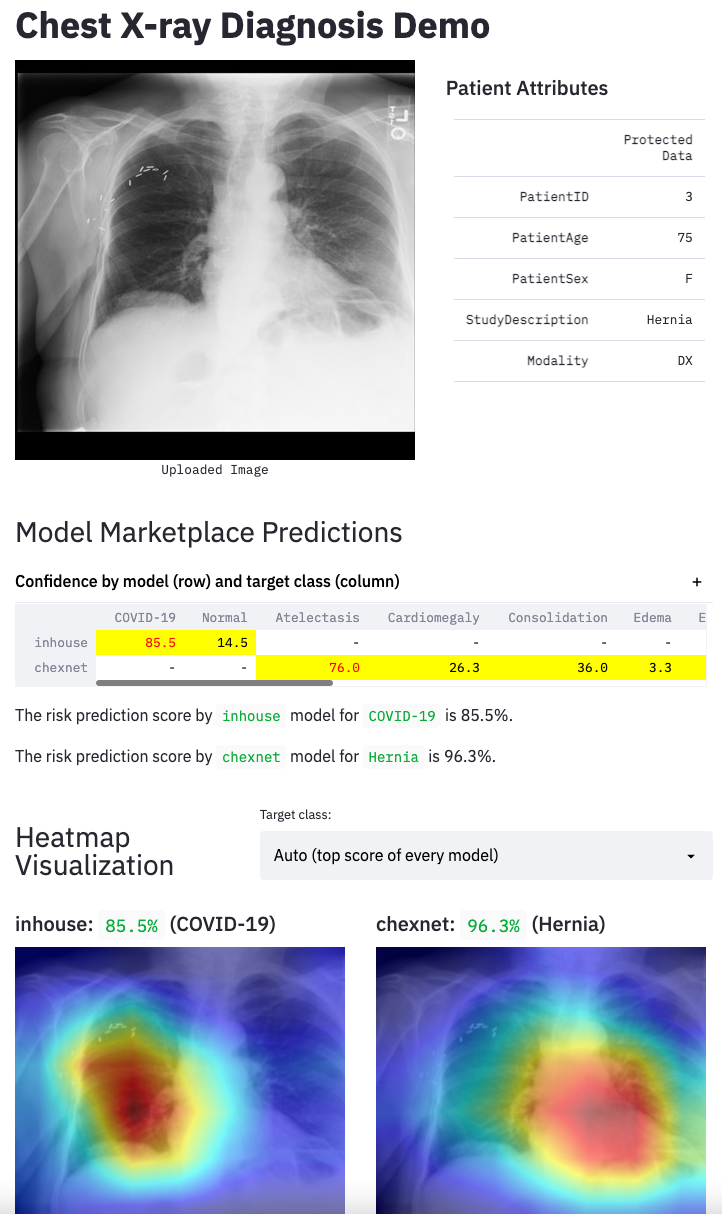 Chest X-ray Diagnosis Demo
Patient Attributes
Protected
Data
PatientID 3
PatientAge 75
PatientSex F
StudyDescription Hernia
Modality DX
Uploaded Image
Model Marketplace Predictions
Confidence by model (row) and target class (column) +
COVID-19 Normal Atelectasis Cardiomegaly Consolidation Edema E
inhouse 85.5 14.5 - - - -
chexnet - - 76.0 26.3 36.0 3.3
The risk prediction score by inhouse model for COVID-19 is 85.5%.
The risk prediction score by chexnet model for Hernia is 96.3%.
Target class:
Heatmap
Visualization
Auto (top score of every model)
inhouse: 85.5% (COVID-19)
chexnet: 96.3% (Hernia)